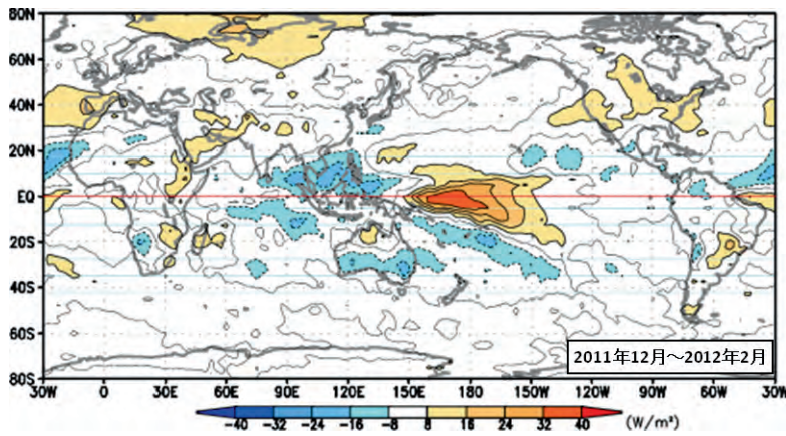 80N
60N
40N
20N
EQ
20S
40S
60S
80S
2011年12月～2012年2月
30W 0 30E 60E 90E 120E 150E 180 150W 120W 90W 60W 30W
-40 -32 -24 -16 -8 8 16 24 32 40 (W/m²)